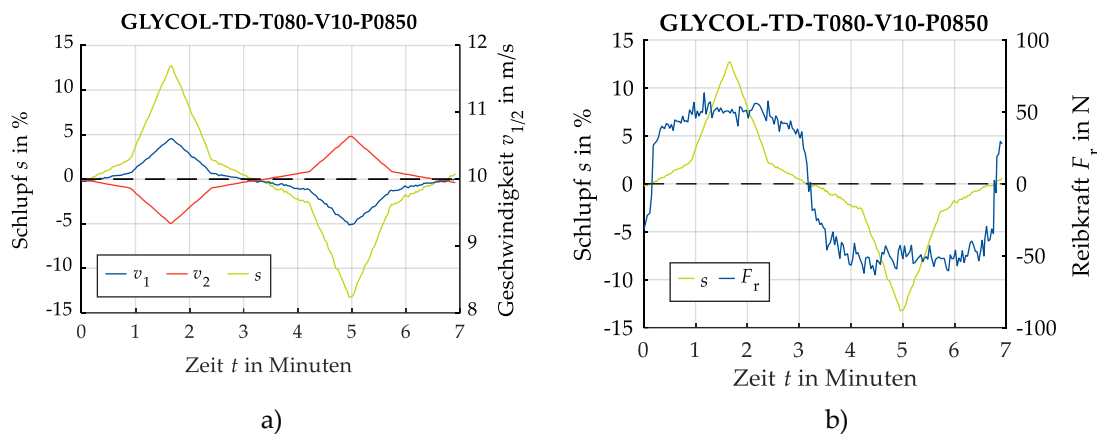 GLYCOL-TD-T080-V10-P0850
15
10
5
0
-5
-10
-15
Schlupf s in %
12
11
10
9
8
Geschwindigkeit v1/2 in m/s
v1 v2 s
0 1 2 3 4 5 6 7
Zeit t in Minuten
a)
GLYCOL-TD-T080-V10-P0850
15
10
5
0
-5
-10
-15
Schlupf s in %
100
50
0
-50
-100
Reibkraft Fr in N
s Fr
0 1 2 3 4 5 6 7
Zeit t in Minuten
b)